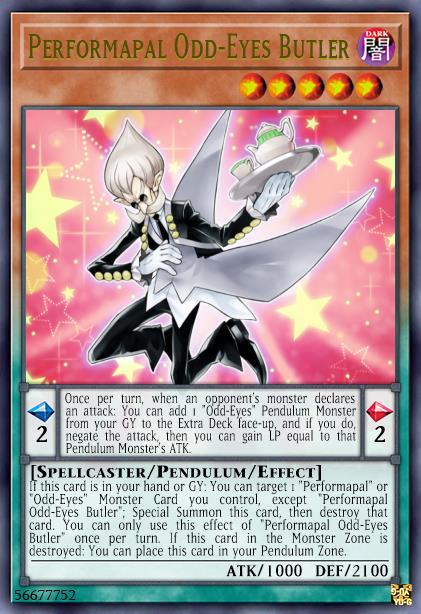 Performapal Odd-Eyes Butler
DARK
闇
Once per turn, when an opponent's monster declares
an attack: You can add 1 "Odd-Eyes" Pendulum Monster
from your GY to the Extra Deck face-up, and if you do,
negate the attack, then you can gain LP equal to that
Pendulum Monster's ATK.
2
2
[Spellcaster/Pendulum/Effect]
If this card is in your hand or GY: You can target 1 "Performapal" or
"Odd-Eyes" Monster Card you control, except "Performapal
Odd-Eyes Butler"; Special Summon this card, then destroy that
card. You can only use this effect of "Performapal Odd-Eyes
Butler" once per turn. If this card in the Monster Zone is
destroyed: You can place this card in your Pendulum Zone.
ATK/1000 DEF/2100
56677752